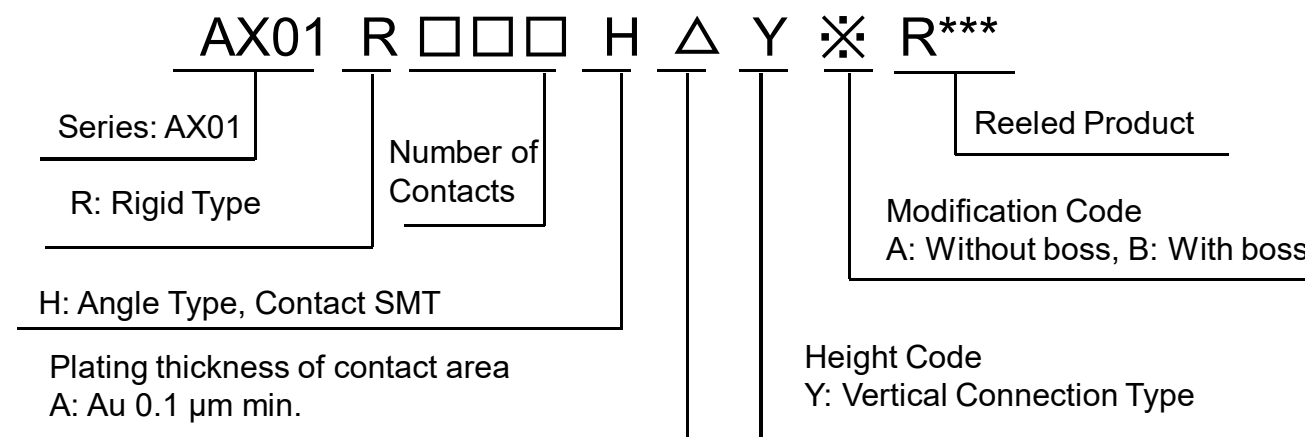 AX01 R □□□ H △ Y ※ R***
Series: AX01
Reeled Product
Number of
Contacts
R: Rigid Type
Modification Code
A: Without boss, B: With boss
H: Angle Type, Contact SMT
Plating thickness of contact area
A: Au 0.1 μm min.
Height Code
Y: Vertical Connection Type